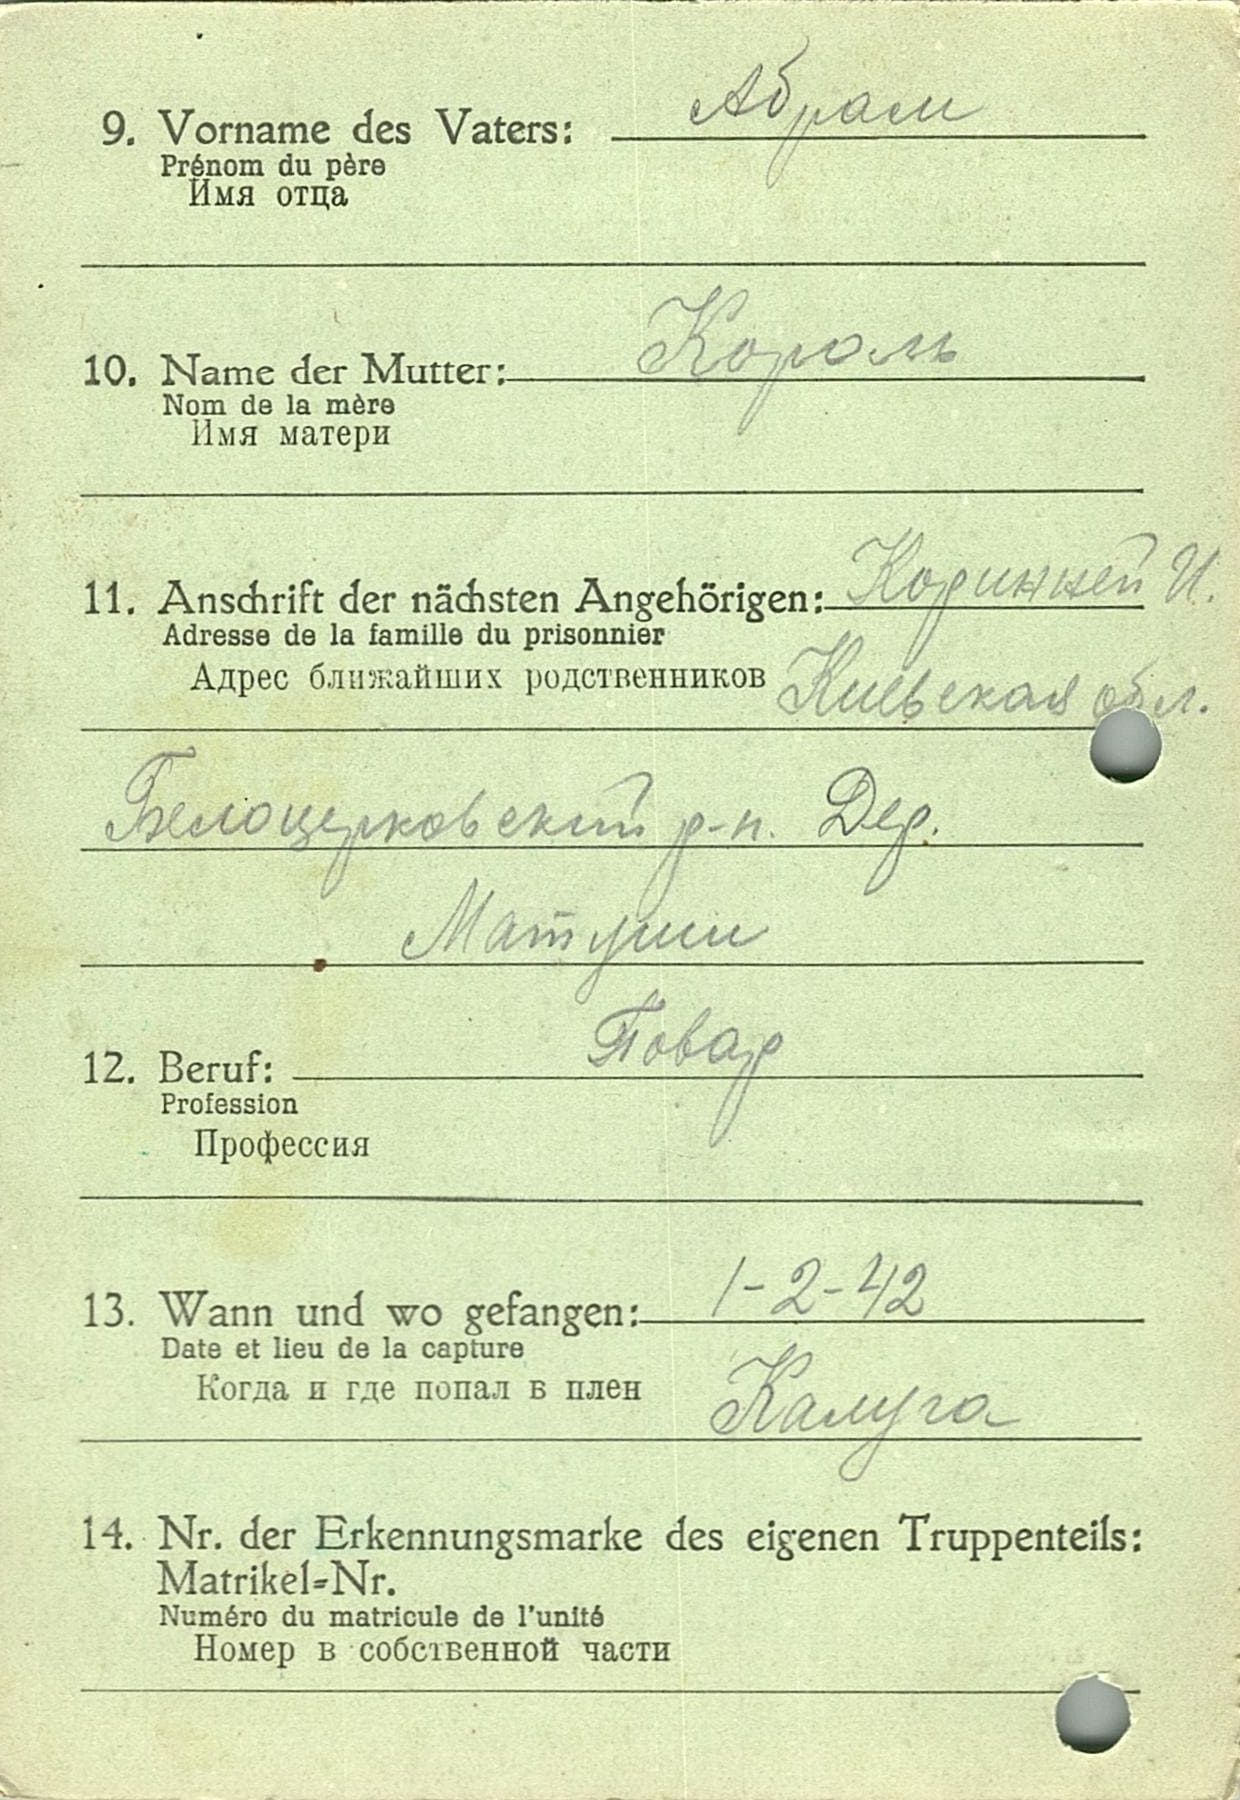 9. Vorname des Vaters: Абрам
Prénom du père
Имя отца
10. Name der Mutter: Король
Nom de la mère
Имя матери
11. Anschrift der nächsten Angehörigen: Кориней И.
Adresse de la famille du prisonnier
Адрес ближайших родственников Киевская обл.
Белоцерковский р-н. Дер.
Матуши
12. Beruf: Повар
Profession
Профессия
13. Wann und wo gefangen: 1-2-42
Date et lieu de la capture
Когда и где попал в плен Калуга
14. Nr. der Erkennungsmarke des eigenen Truppenteils:
Matrikel=Nr.
Numéro du matricule de l'unité
Номер в собственной части